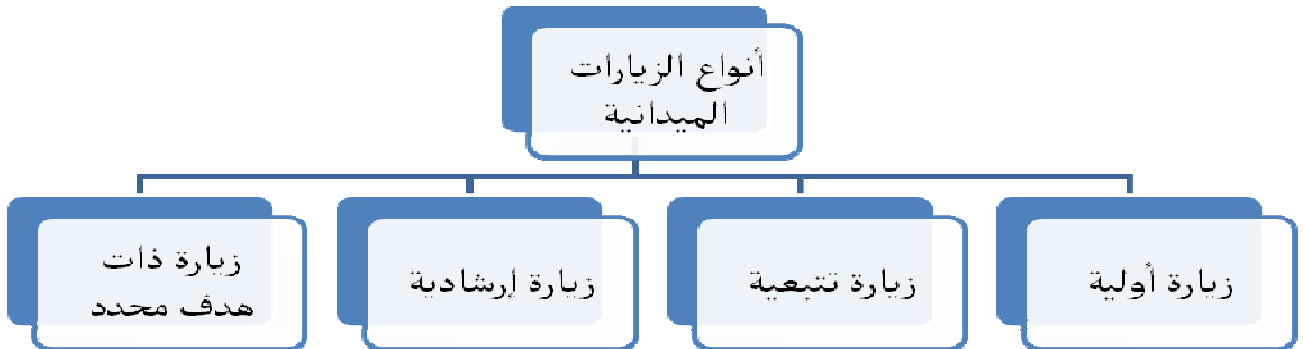 أنواع الزيارات
الميدانية
زيارة أولية
زيارة تتبعية
زيارة إرشادية
زيارة ذات
هدف محدد